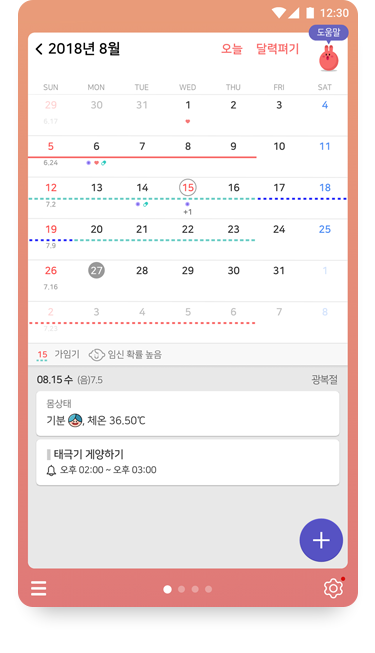 12:30
도움말
2018년 8월 오늘 달력펴기
SUN MON TUE WED THU FRI SAT
29 30 31 1 2 3 4
6.17
5 6 7 8 9 10 11
6.24
12 13 14 15 16 17 18
7.2 +1
19 20 21 22 23 24 25
7.9
26 27 28 29 30 31 1
7.16
2 3 4 5 6 7 8
7.23
15 가임기 임신 확률 높음
08.15 수 (음)7.5 광복절
몸상태
기분 , 체온 36.50℃
태극기 게양하기
오후 02:00 ~ 오후 03:00